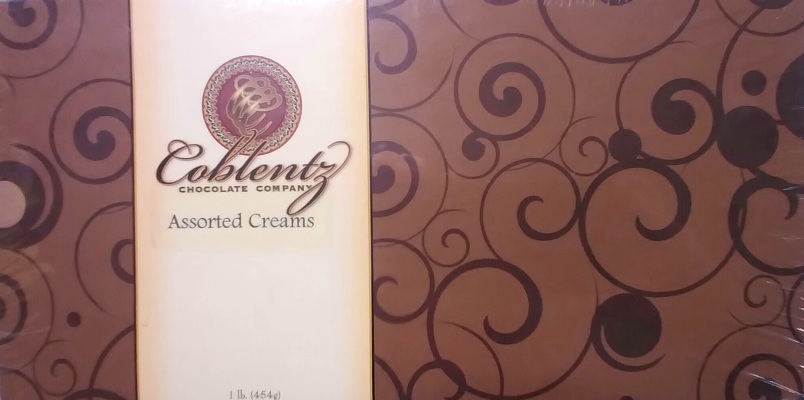 Coblentz
CHOCOLATE COMPANY
Assorted Creams
1 lb. (454g)